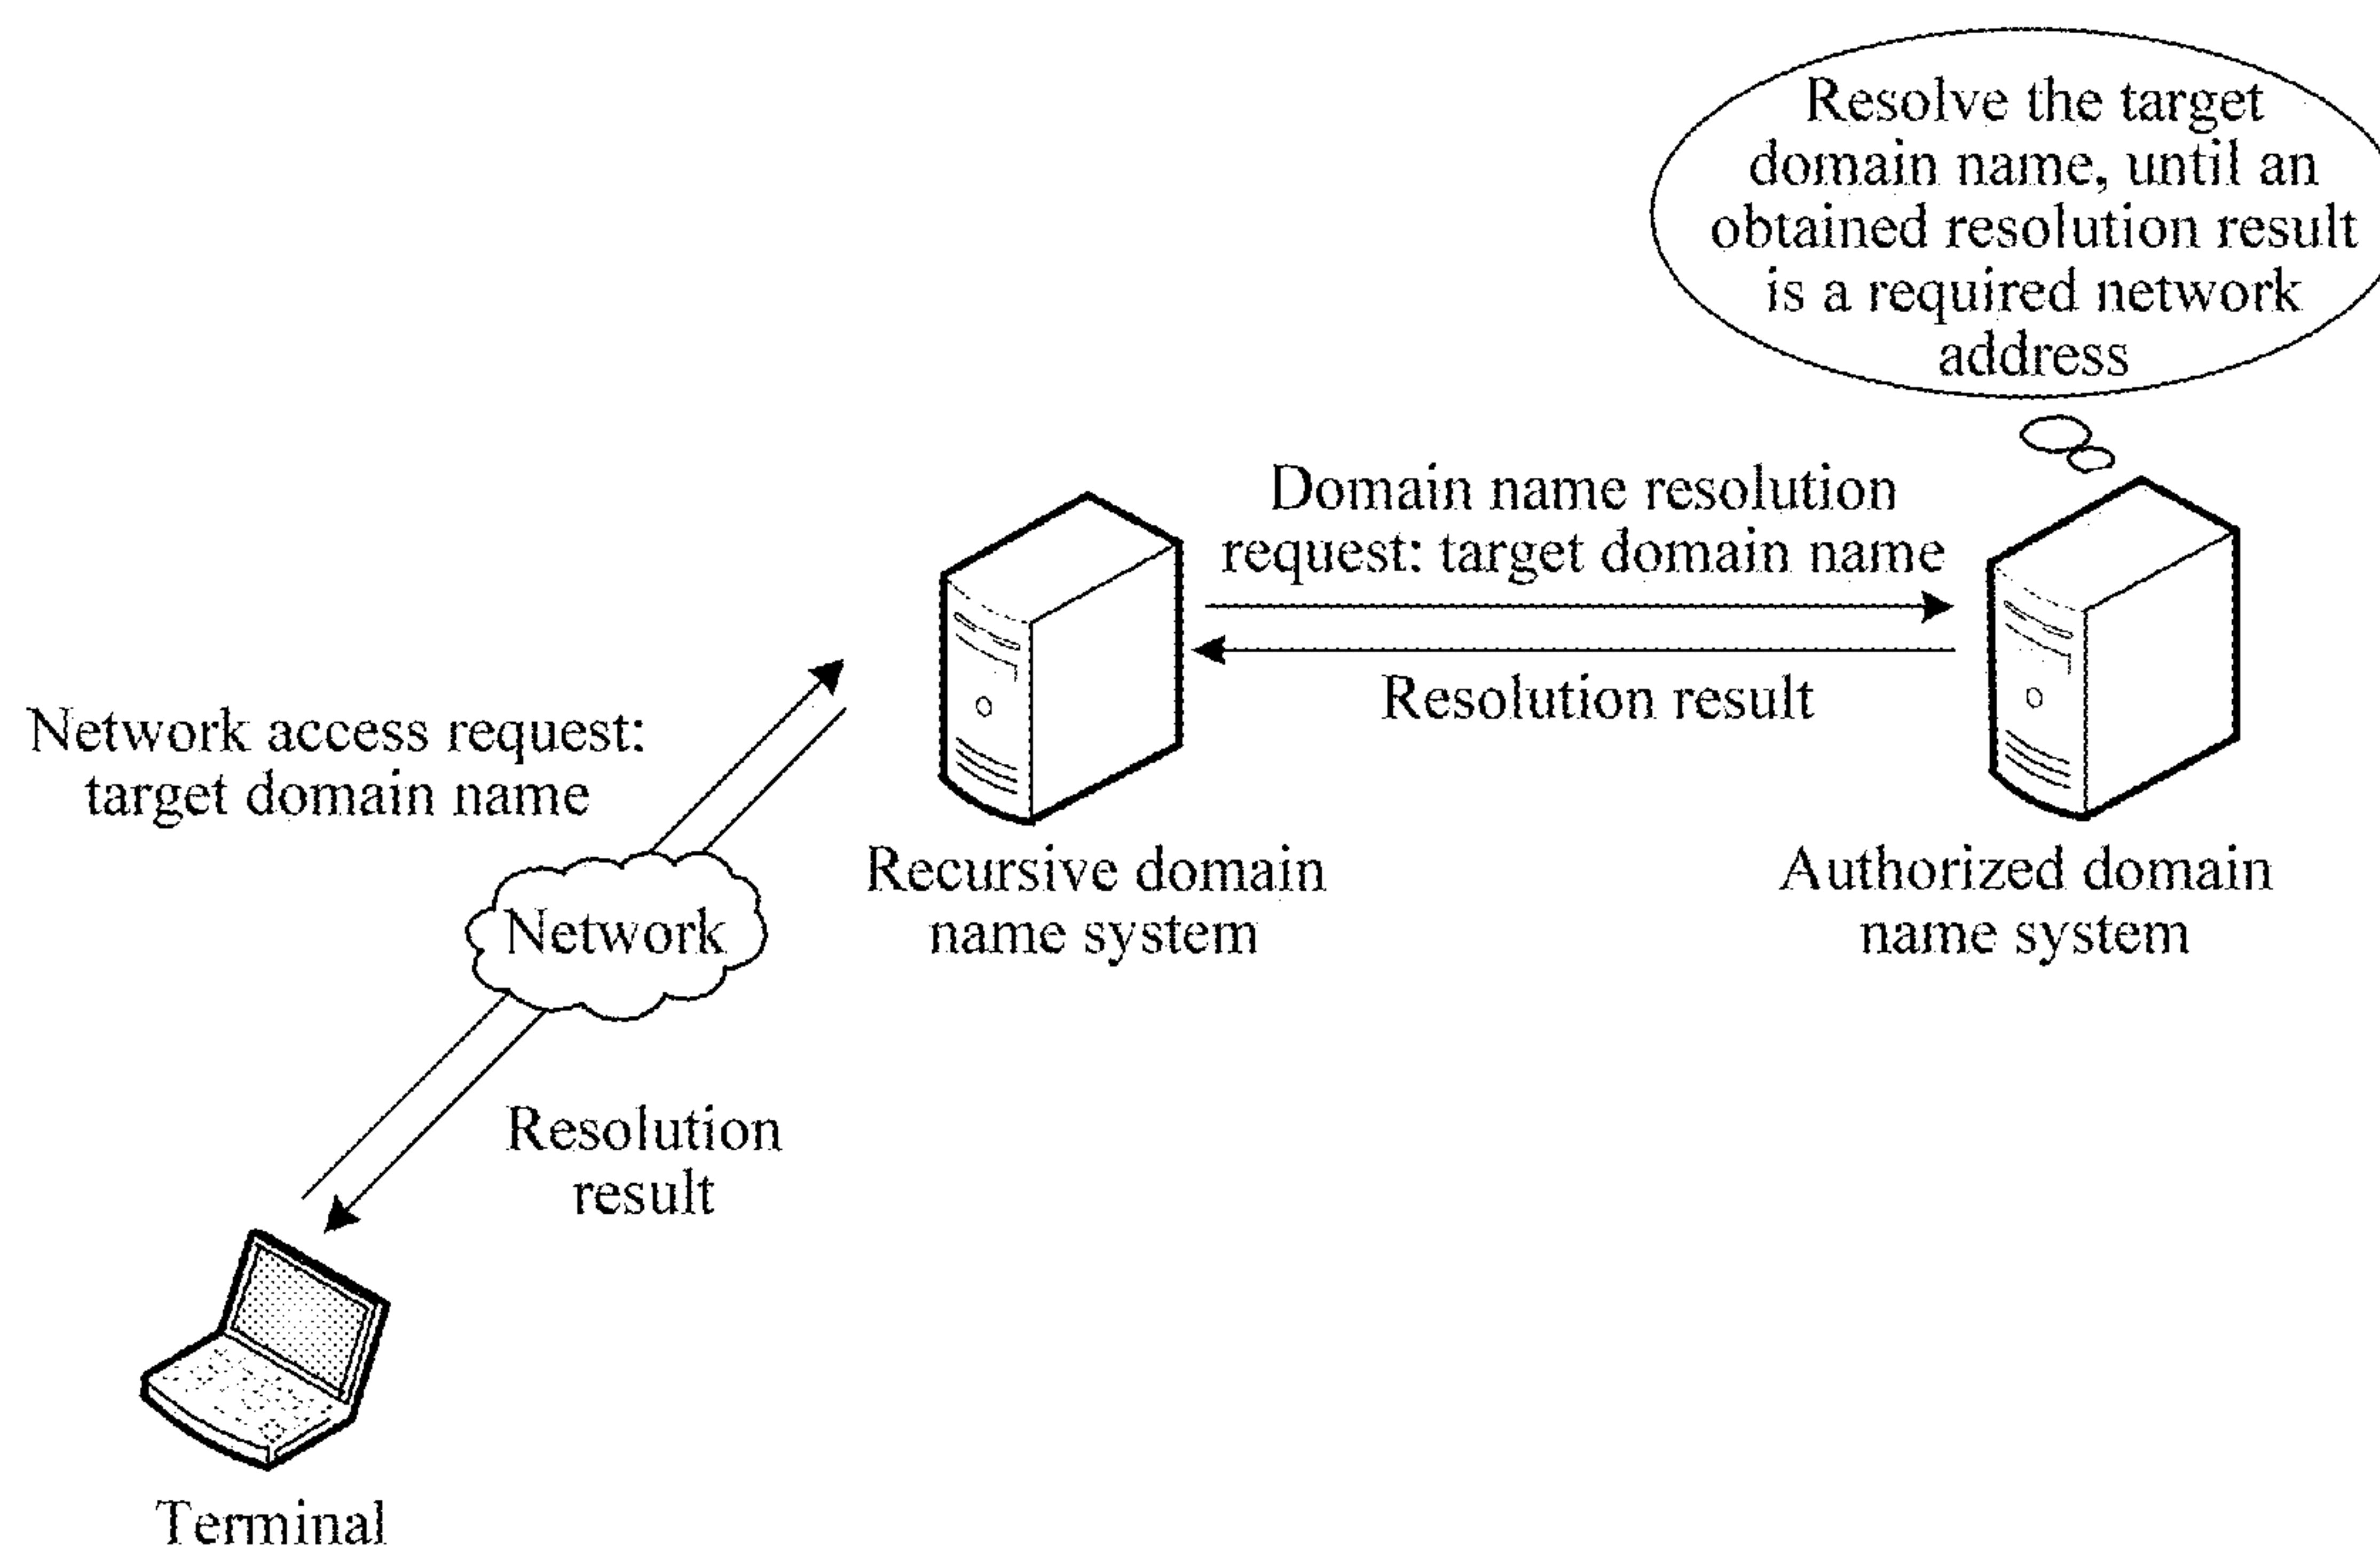 Resolve the target
domain name, until an
obtained resolution result
is a required network
address
Domain name resolution
request: target domain name
Resolution result
Network access request:
target domain name
Recursive domain
name system
Authorized domain
name system
Network
Resolution
result
Terminal